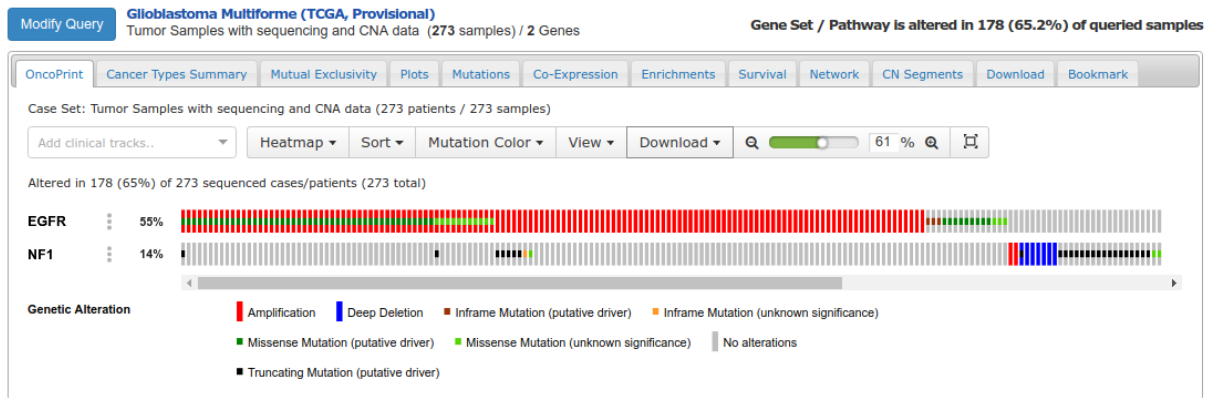 Modify Query
Glioblastoma Multiforme (TCGA, Provisional)
Tumor Samples with sequencing and CNA data (273 samples) / 2 Genes
Gene Set / Pathway is altered in 178 (65.2%) of queried samples
OncoPrint Cancer Types Summary Mutual Exclusivity Plots Mutations Co-Expression Enrichments Survival Network CN Segments Download Bookmark
Case Set: Tumor Samples with sequencing and CNA data (273 patients / 273 samples)
Add clinical tracks.. Heatmap Sort Mutation Color View Download 61 %
Altered in 178 (65%) of 273 sequenced cases/patients (273 total)
EGFR 55%
NF1 14%
Genetic Alteration Amplification Deep Deletion Inframe Mutation (putative driver) Inframe Mutation (unknown significance)
Missense Mutation (putative driver) Missense Mutation (unknown significance) No alterations
Truncating Mutation (putative driver)